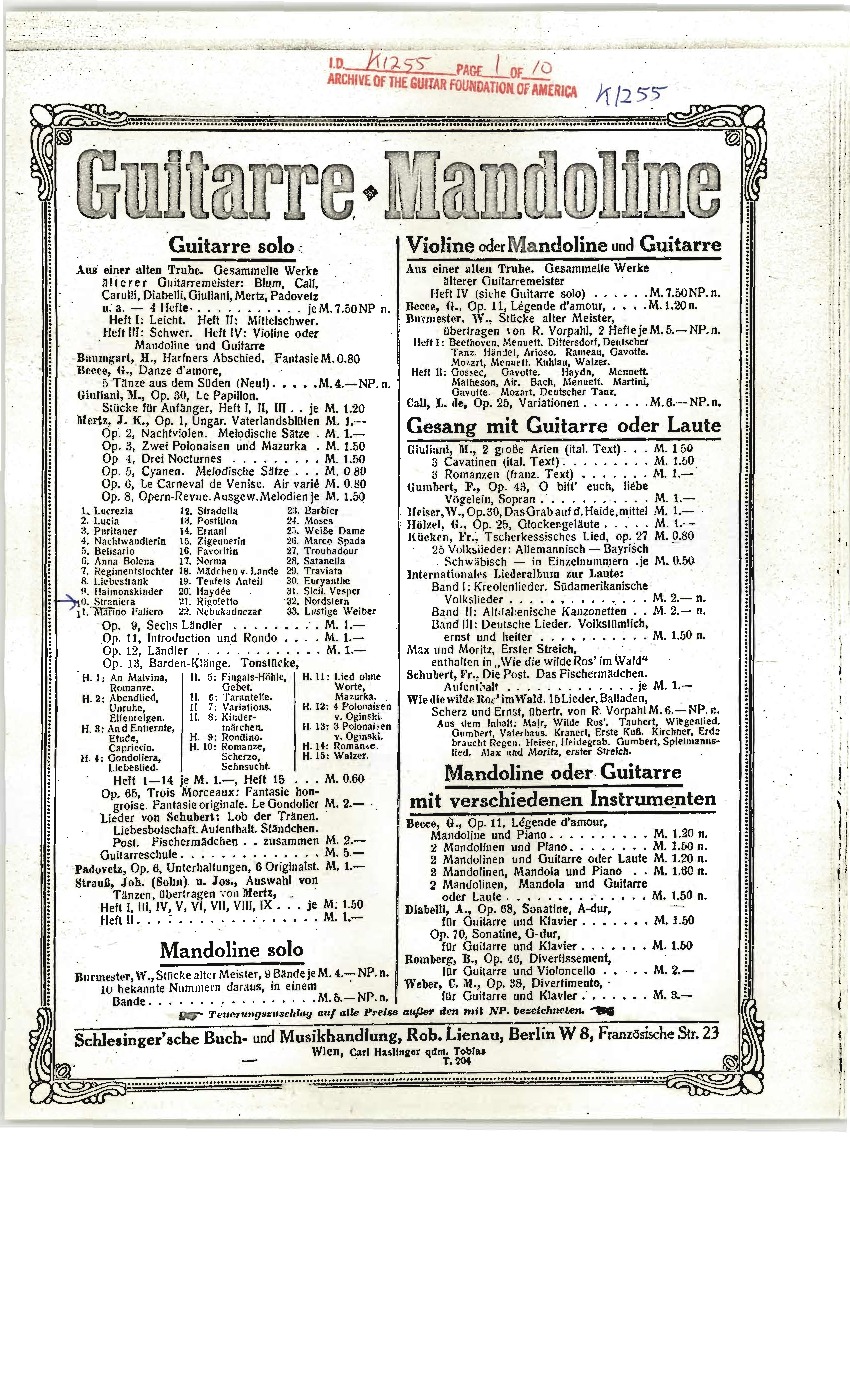 I.D. K1255 PAGE 1 OF 10
ARCHIVE OF THE GUITAR FOUNDATION OF AMERICA
K1255
Guitarre Mandoline
Guitarre solo
Aus einer alten Truhe. Gesammelte Werke
älterer Guitarremeister: Blum, Call,
Carulli, Diabelli, Giuliani, Mertz, Padovetz
u. a. — 4 Hefte . . . . . . . . . . . . je M. 7.50 NP n.
Heft I: Leicht. Heft II: Mittelschwer.
Heft III: Schwer. Heft IV: Violine oder
Mandoline und Guitarre
Baumgart, H., Harfners Abschied. Fantasie M. 0.80
Becce, G., Danze d'amore,
5 Tänze aus dem Süden (Neu!) . . . . . M. 4.— NP. n.
Giuliani, M., Op. 30, Le Papillon.
Stücke für Anfänger, Heft I, II, III . . je M. 1.20
Mertz, J. K., Op. 1, Ungar. Vaterlandsblüten M. 1.—
Op. 2, Nachtviolen. Melodische Sätze . M. 1.—
Op. 3, Zwei Polonaisen und Mazurka . M. 1.50
Op. 4, Drei Nocturnes . . . . . . . . . M. 1.50
Op. 5, Cyanen. Melodische Sätze . . . M. 0.80
Op. 6, Le Carneval de Venise. Air varié M. 0.80
Op. 8, Opern-Revue. Ausgew. Melodien je M. 1.50
1. Lucrezia 12. Stradella 23. Barbier
2. Lucia 13. Postillon 24. Moses
3. Puritaner 14. Ernani 25. Weiße Dame
4. Nachtwandlerin 15. Zigeunerin 26. Marco Spada
5. Belisario 16. Favoritin 27. Troubadour
6. Anna Bolena 17. Norma 28. Satanella
7. Regimentstochter 18. Mädchen v. Lande 29. Traviata
8. Liebestrank 19. Teufels Anteil 30. Euryanthe
9. Haimonskinder 20. Haydée 31. Sicil. Vesper
10. Straniera 21. Rigoletto 32. Nordstern
11. Marino Faliero 22. Nebukadnezar 33. Lustige Weiber
Op. 9, Sechs Ländler . . . . . . . . . M. 1.—
Op. 11, Introduction und Rondo . . . . M. 1.—
Op. 12, Ländler . . . . . . . . . . . . M. 1.—
Op. 13, Barden-Klänge. Tonstücke,
H. 1: An Malvina, H. 5: Fingals-Höhle, H. 11: Lied ohne
Romanze. Gebet. Worte,
H. 2: Abendlied, H. 6: Tarantelle. Mazurka.
Unruhe, H. 7: Variations. H. 12: 4 Polonaisen
Elfenreigen. H. 8: Kinder- v. Oginski.
H. 3: An d Entfernte, märchen. H. 13: 3 Polonaisen
Etude, H. 9: Rondino. v. Oginski.
Capriccio. H. 10: Romanze, H. 14: Romanze.
H. 4: Gondoliera, Scherzo, H. 15: Walzer.
Liebeslied. Sehnsucht.
Heft 1—14 je M. 1.—, Heft 15 . . . M. 0.60
Op. 65, Trois Morceaux: Fantasie hon-
groise. Fantasie originale. Le Gondolier M. 2.—
Lieder von Schubert: Lob der Tränen.
Liebesbotschaft. Aufenthalt. Ständchen.
Post. Fischermädchen . . zusammen M. 2.—
Guitarreschule . . . . . . . . . . . . . . M. 5.—
Padovetz, Op. 6, Unterhaltungen, 6 Originalst. M. 1.—
Strauß, Joh. (Sohn) u. Jos., Auswahl von
Tänzen, übertragen von Mertz,
Heft I, III, IV, V, VI, VII, VIII, IX . . . je M. 1.50
Heft II . . . . . . . . . . . . . . . . . . M. 1.—
Mandoline solo
Burmester, W., Stücke alter Meister, 9 Bände je M. 4.— NP. n.
10 bekannte Nummern daraus, in einem
Bande . . . . . . . . . . . . . . . . . M. 5.— NP. n.
Violine oder Mandoline und Guitarre
Aus einer alten Truhe. Gesammelte Werke
älterer Guitarremeister
Heft IV (siehe Guitarre solo) . . . . . . M. 7.50 NP. n.
Becce, G., Op. 11, Légende d'amour, . . . . M. 1.20 n.
Burmester, W., Stücke alter Meister,
übertragen von R. Vorpahl, 2 Hefte je M. 5.— NP. n.
Heft I: Beethoven, Menuett. Dittersdorf, Deutscher
Tanz. Händel, Arioso. Rameau, Gavotte.
Mozart, Menuett. Kuhlau, Walzer.
Heft II: Gossec, Gavotte. Haydn, Menuett.
Matheson, Air. Bach, Menuett. Martini,
Gavotte. Mozart, Deutscher Tanz.
Call, L. de, Op. 25, Variationen . . . . . . M. 6.— NP. n.
Gesang mit Guitarre oder Laute
Giuliani, M., 2 große Arien (ital. Text) . . . M. 1 50
3 Cavatinen (ital. Text) . . . . . . . . . M. 1.50
3 Romanzen (franz. Text) . . . . . . . M. 1.—
Gumbert, F., Op. 43, O bitt' euch, liebe
Vögelein, Sopran . . . . . . . . . . . . M. 1.—
Heiser, W., Op. 30, Das Grab auf d. Heide, mittel M. 1.—
Hölzel, G., Op. 25, Glockengeläute . . . . . M. 1.—
Kücken, Fr., Tscherkessisches Lied, op. 27 M. 0.80
25 Volkslieder: Allemannisch — Bayrisch
Schwäbisch — in Einzelnummern . je M. 0.50
Internationales Liederalbum zur Laute:
Band I: Kreolenlieder. Südamerikanische
Volkslieder . . . . . . . . . . . . . . M. 2.— n.
Band II: Alt-Italienische Kanzonetten . . M. 2.— n.
Band III: Deutsche Lieder. Volkstümlich,
ernst und heiter . . . . . . . . . . . M. 1.50 n.
Max und Moritz, Erster Streich,
enthalten in „Wie die wilde Ros' im Wald“
Schubert, Fr., Die Post. Das Fischermädchen.
Aufenthalt . . . . . . . . . . . . . . je M. 1.—
Wie die wilde Ros' im Wald. 15 Lieder, Balladen,
Scherz und Ernst, übertr. von R. Vorpahl M. 6.— NP. n.
Aus dem Inhalt: Mair, Wilde Ros'. Taubert, Wiegenlied.
Gumbert, Vaterhaus. Kranert, Erste Kuß. Kirchner, Erde
braucht Regen. Heiser, Heidegrab. Gumbert, Spielmanns-
lied. Max und Moritz, erster Streich.
Mandoline oder Guitarre
mit verschiedenen Instrumenten
Becce, G., Op. 11, Légende d'amour,
Mandoline und Piano . . . . . . . . . . M. 1.20 n.
2 Mandolinen und Piano . . . . . . . . M. 1.50 n.
2 Mandolinen und Guitarre oder Laute M. 1.20 n.
2 Mandolinen, Mandola und Piano . . M. 1.60 n.
2 Mandolinen, Mandola und Guitarre
oder Laute . . . . . . . . . . . . . . . M. 1.50 n.
Diabelli, A., Op. 68, Sonatine, A-dur,
für Guitarre und Klavier . . . . . . . . M. 1.50
Op. 70, Sonatine, G-dur,
für Guitarre und Klavier . . . . . . . M. 1.50
Romberg, B., Op. 46, Divertissement,
für Guitarre und Violoncello . . . . . M. 2.—
Weber, C. M., Op. 38, Divertimento,
für Guitarre und Klavier . . . . . . . . M. 3.—
Teuerungszuschlag auf alle Preise außer den mit NP. bezeichneten.
Schlesinger'sche Buch- und Musikhandlung, Rob. Lienau, Berlin W 8, Französische Str. 23
Wien, Carl Haslinger qdm. Tobias
T. 204